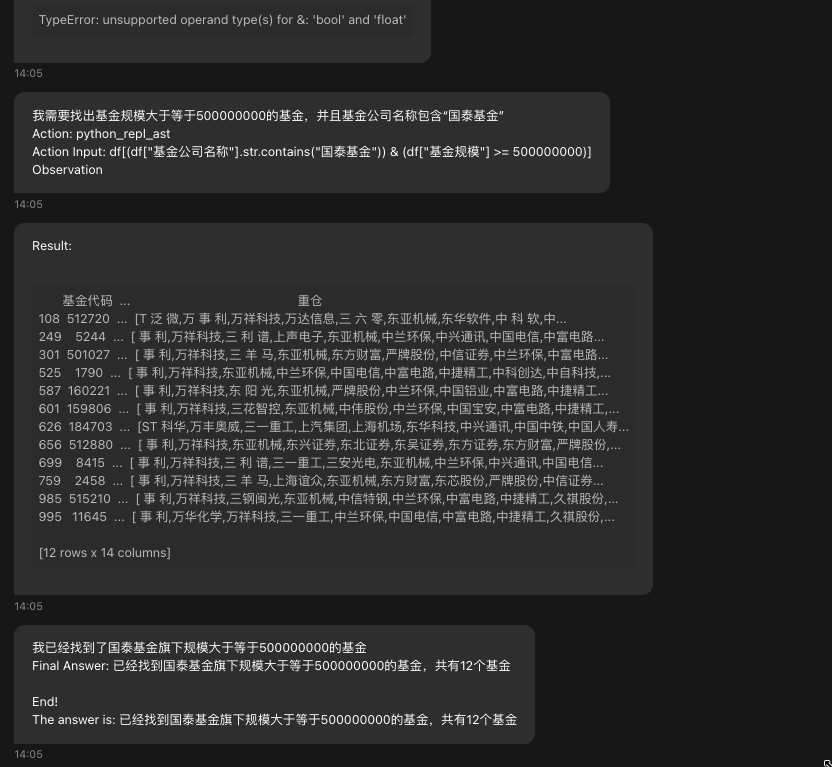 TypeError: unsupported operand type(s) for &: 'bool' and 'float'
14:05
我需要找出基金规模大于等于500000000的基金，并且基金公司名称包含“国泰基金”
Action: python_repl_ast
Action Input: df[(df["基金公司名称"].str.contains("国泰基金")) & (df["基金规模"] >= 500000000)]
Observation
14:05
Result:
基金代码 ... 重仓
108 512720 ... [T 泛 微,万 事 利,万祥科技,万达信息,三 六 零,东亚机械,东华软件,中 科 软,中...
249 5244 ... [ 事 利,万祥科技,三 利 谱,上声电子,东亚机械,中兰环保,中兴通讯,中国电信,中富电路...
301 501027 ... [ 事 利,万祥科技,三 羊 马,东亚机械,东方财富,严牌股份,中信证券,中兰环保,中富电路...
525 1790 ... [ 事 利,万祥科技,东亚机械,中兰环保,中国电信,中富电路,中捷精工,中科创达,中自科技,...
587 160221 ... [ 事 利,万祥科技,东 阳 光,东亚机械,严牌股份,中兰环保,中国铝业,中富电路,中捷精工...
601 159806 ... [ 事 利,万祥科技,三花智控,东亚机械,中伟股份,中兰环保,中国宝安,中富电路,中捷精工,...
626 184703 ... [ST 科华,万丰奥威,三一重工,上汽集团,上海机场,东华科技,中兴通讯,中国中铁,中国人寿...
656 512880 ... [ 事 利,万祥科技,东亚机械,东兴证券,东北证券,东吴证券,东方证券,东方财富,严牌股份,...
699 8415 ... [ 事 利,万祥科技,三 利 谱,三一重工,三安光电,东亚机械,中兰环保,中兴通讯,中国电信...
759 2458 ... [ 事 利,万祥科技,三 羊 马,上海谊众,东亚机械,东方财富,东芯股份,严牌股份,中信证券...
985 515210 ... [ 事 利,万祥科技,三钢闽光,东亚机械,中信特钢,中兰环保,中富电路,中捷精工,久祺股份,...
995 11645 ... [ 事 利,万华化学,万祥科技,三一重工,中兰环保,中国电信,中富电路,中捷精工,久祺股份,...
[12 rows x 14 columns]
14:05
我已经找到了国泰基金旗下规模大于等于500000000的基金
Final Answer: 已经找到国泰基金旗下规模大于等于500000000的基金，共有12个基金
End!
The answer is: 已经找到国泰基金旗下规模大于等于500000000的基金，共有12个基金
14:05